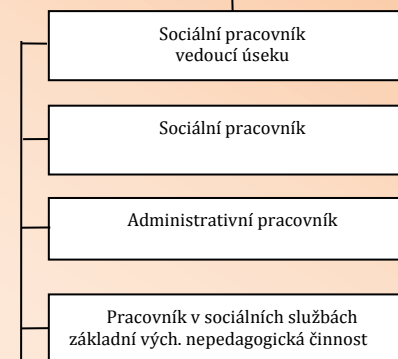 Sociální pracovník
vedoucí úseku
Sociální pracovník
Administrativní pracovník
Pracovník v sociálních službách
základní vých. nepedagogická činnost